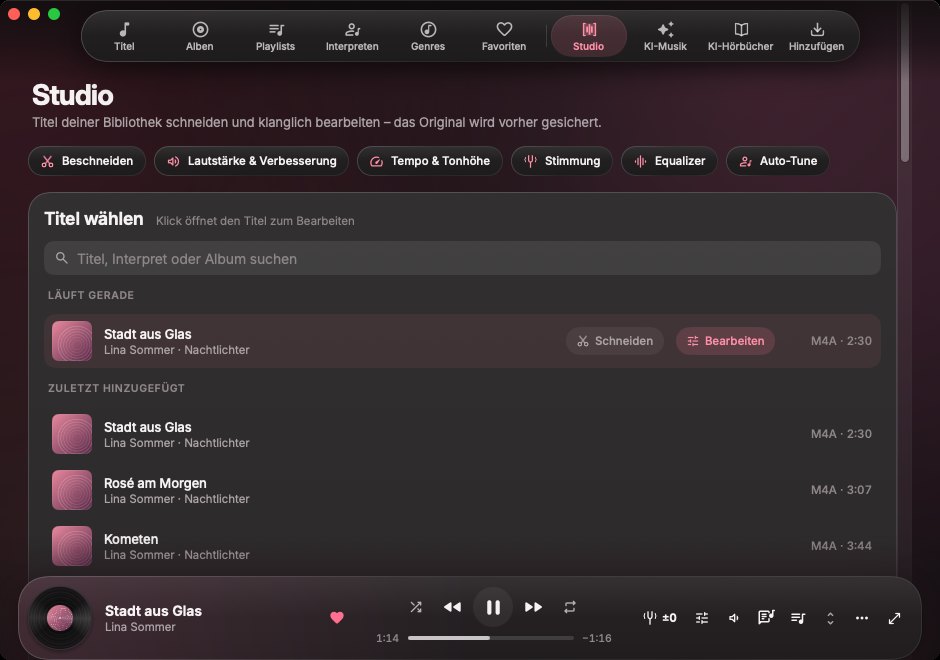 Titel
Alben
Playlists
Interpreten
Genres
Favoriten
Studio
KI-Musik
KI-Hörbücher
Hinzufügen
Studio
Titel deiner Bibliothek schneiden und klanglich bearbeiten – das Original wird vorher gesichert.
Beschneiden
Lautstärke & Verbesserung
Tempo & Tonhöhe
Stimmung
Equalizer
Auto-Tune
Titel wählen Klick öffnet den Titel zum Bearbeiten
Titel, Interpret oder Album suchen
LÄUFT GERADE
Stadt aus Glas
Lina Sommer · Nachtlichter
Schneiden
Bearbeiten
M4A · 2:30
ZULETZT HINZUGEFÜGT
Stadt aus Glas
Lina Sommer · Nachtlichter
M4A · 2:30
Rosé am Morgen
Lina Sommer · Nachtlichter
M4A · 3:07
Kometen
Lina Sommer · Nachtlichter
M4A · 3:44
Stadt aus Glas
Lina Sommer
1:14
−1:16
±0